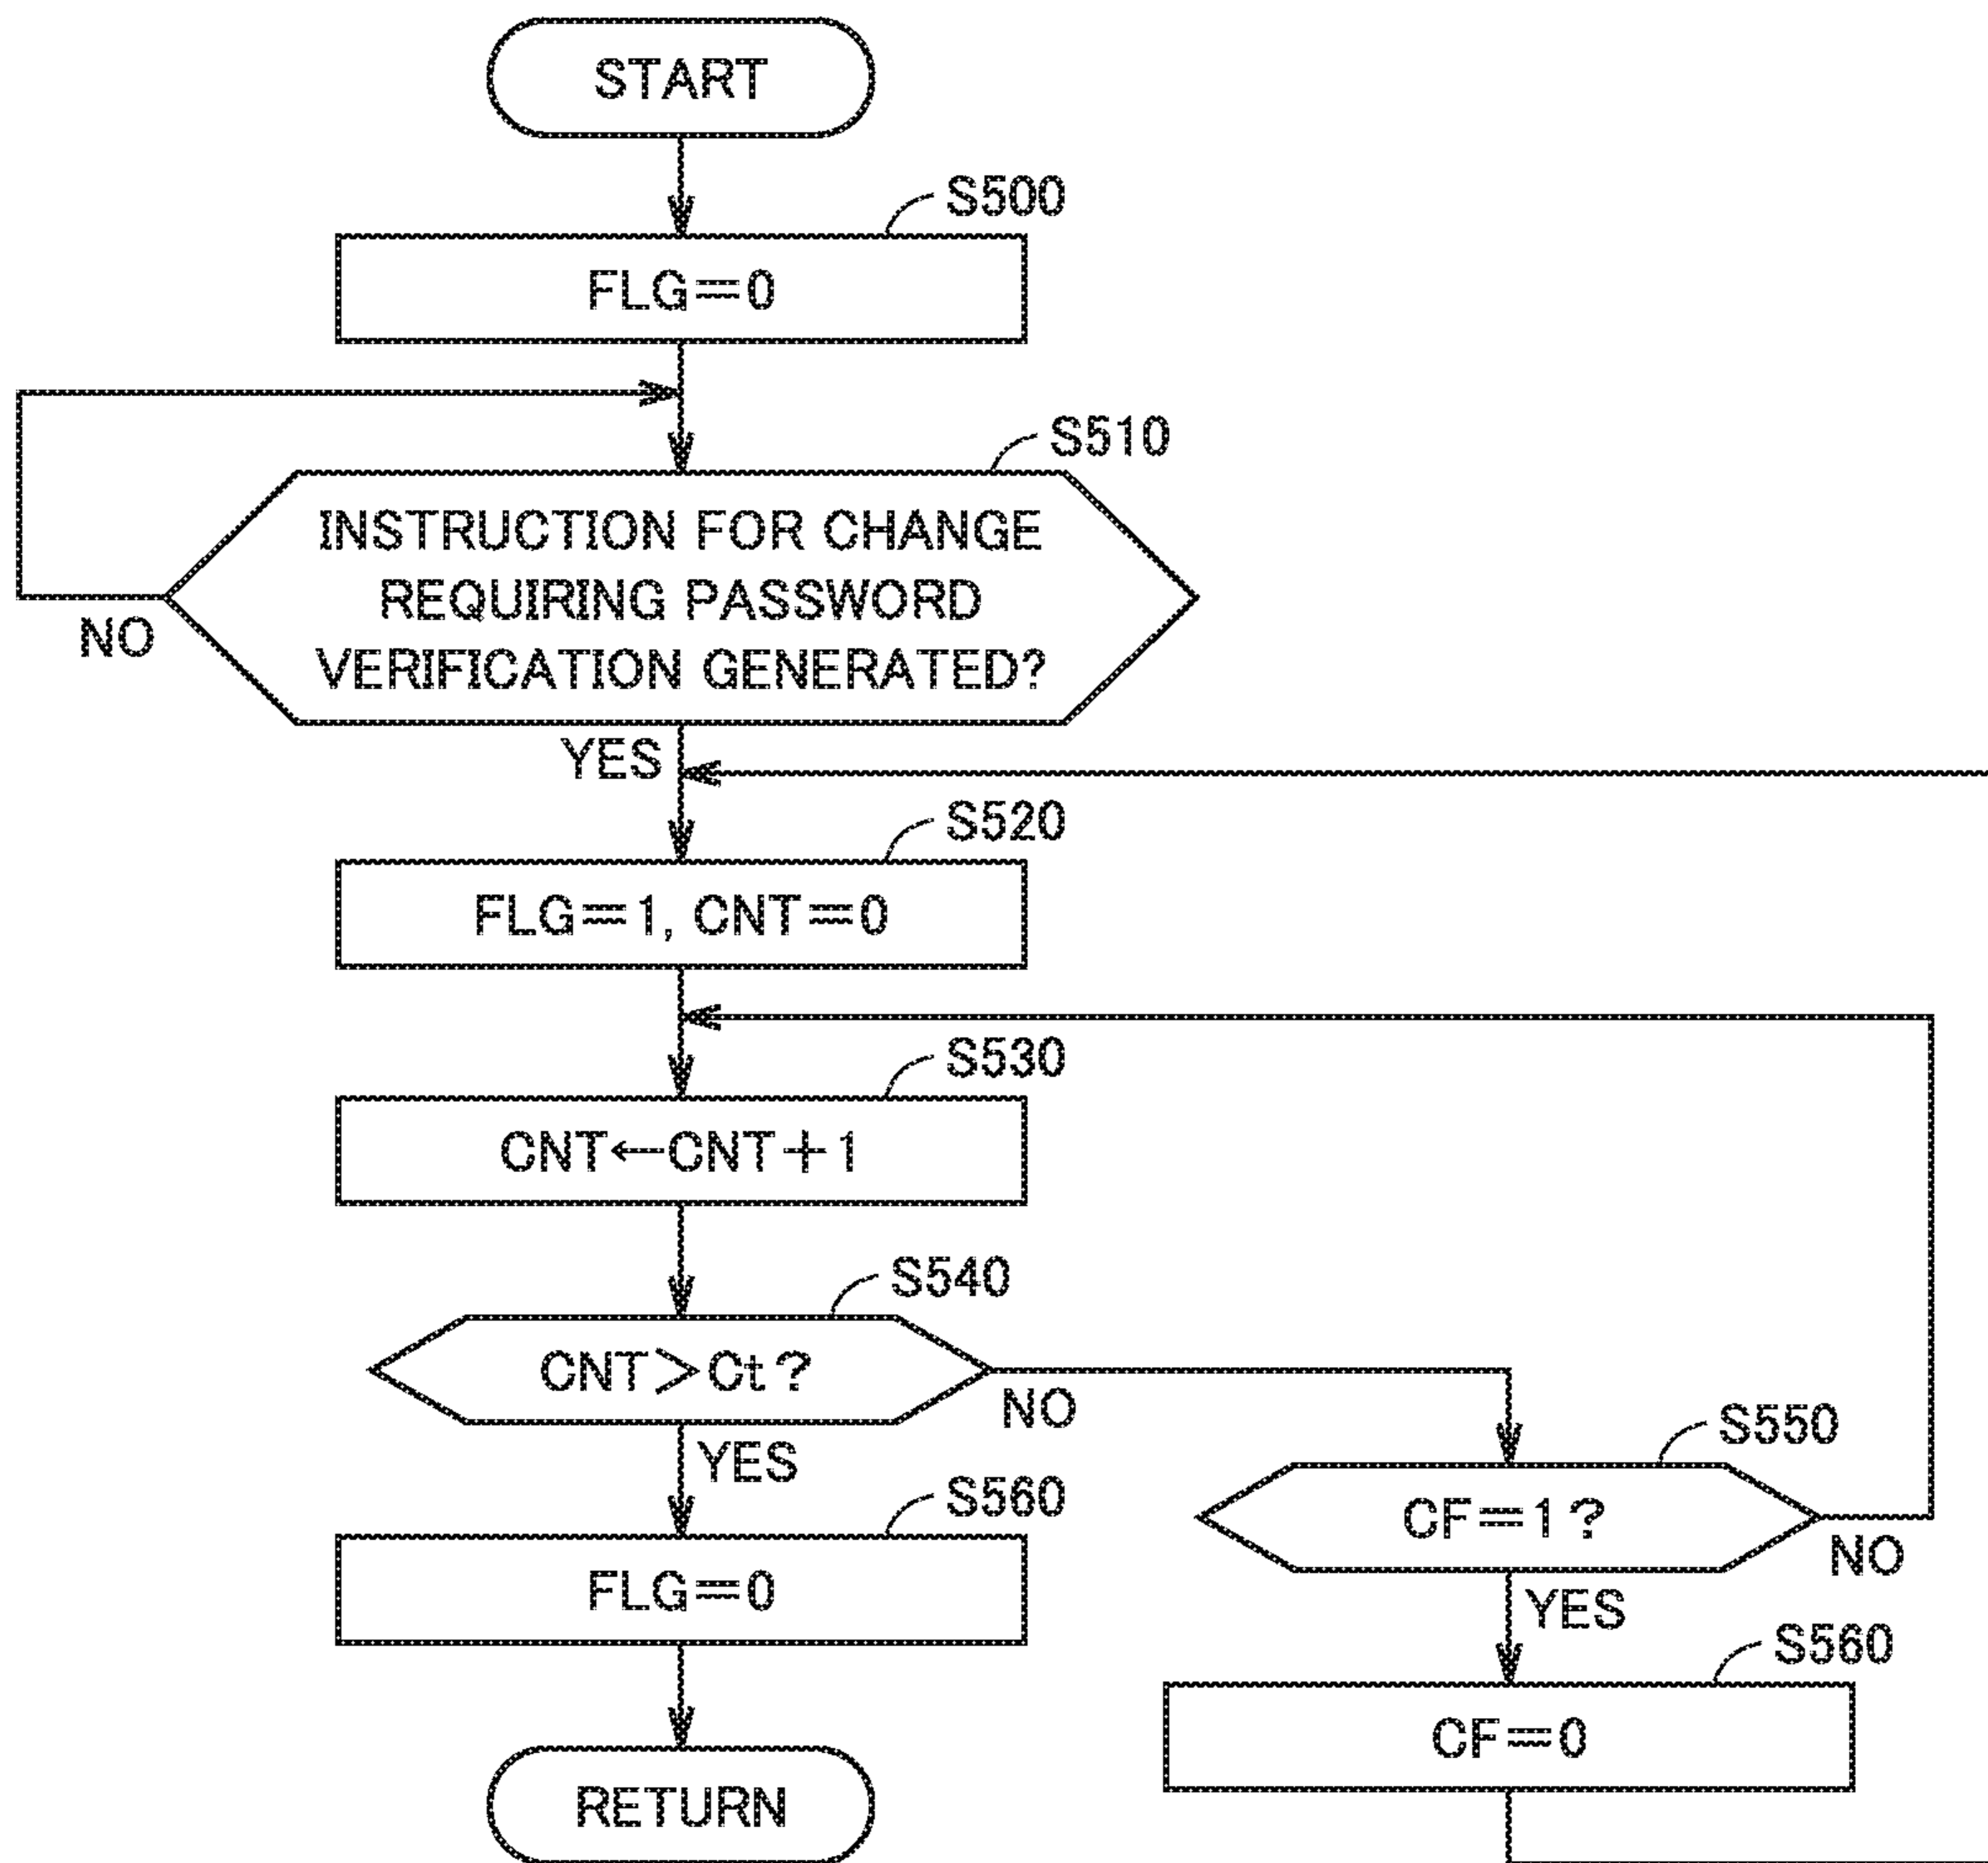 START
S500
FLG=0
S510
INSTRUCTION FOR CHANGE
REQUIRING PASSWORD
VERIFICATION GENERATED?
NO
YES
S520
FLG=1, CNT=0
S530
CNT←CNT+1
S540
CNT>Ct?
NO
YES
S550
CF=1?
NO
YES
S560
FLG=0
S560
CF=0
RETURN